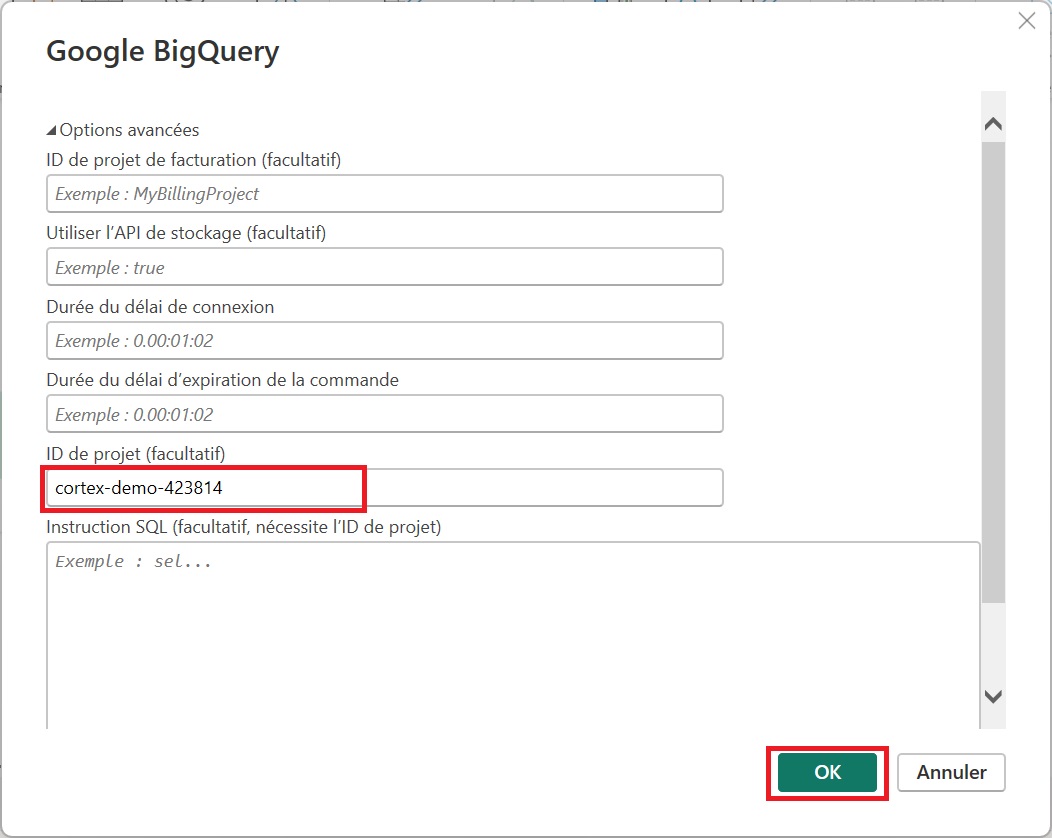 Google BigQuery
Options avancées
ID de projet de facturation (facultatif)
Exemple : MyBillingProject
Utiliser l’API de stockage (facultatif)
Exemple : true
Durée du délai de connexion
Exemple : 0.00:01:02
Durée du délai d’expiration de la commande
Exemple : 0.00:01:02
ID de projet (facultatif)
cortex-demo-423814
Instruction SQL (facultatif, nécessite l’ID de projet)
Exemple : sel...
OK
Annuler